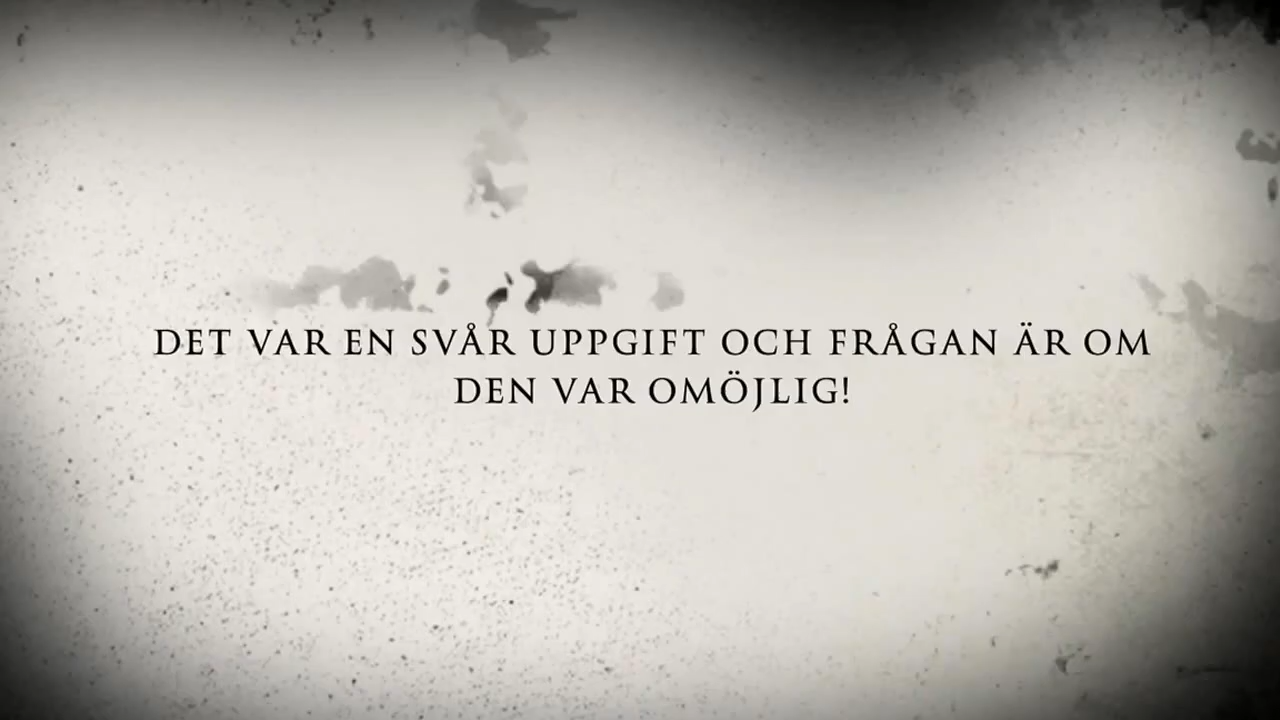 DET VAR EN SVÅR UPPGIFT OCH FRÅGAN ÄR OM
DEN VAR OMÖJLIG!